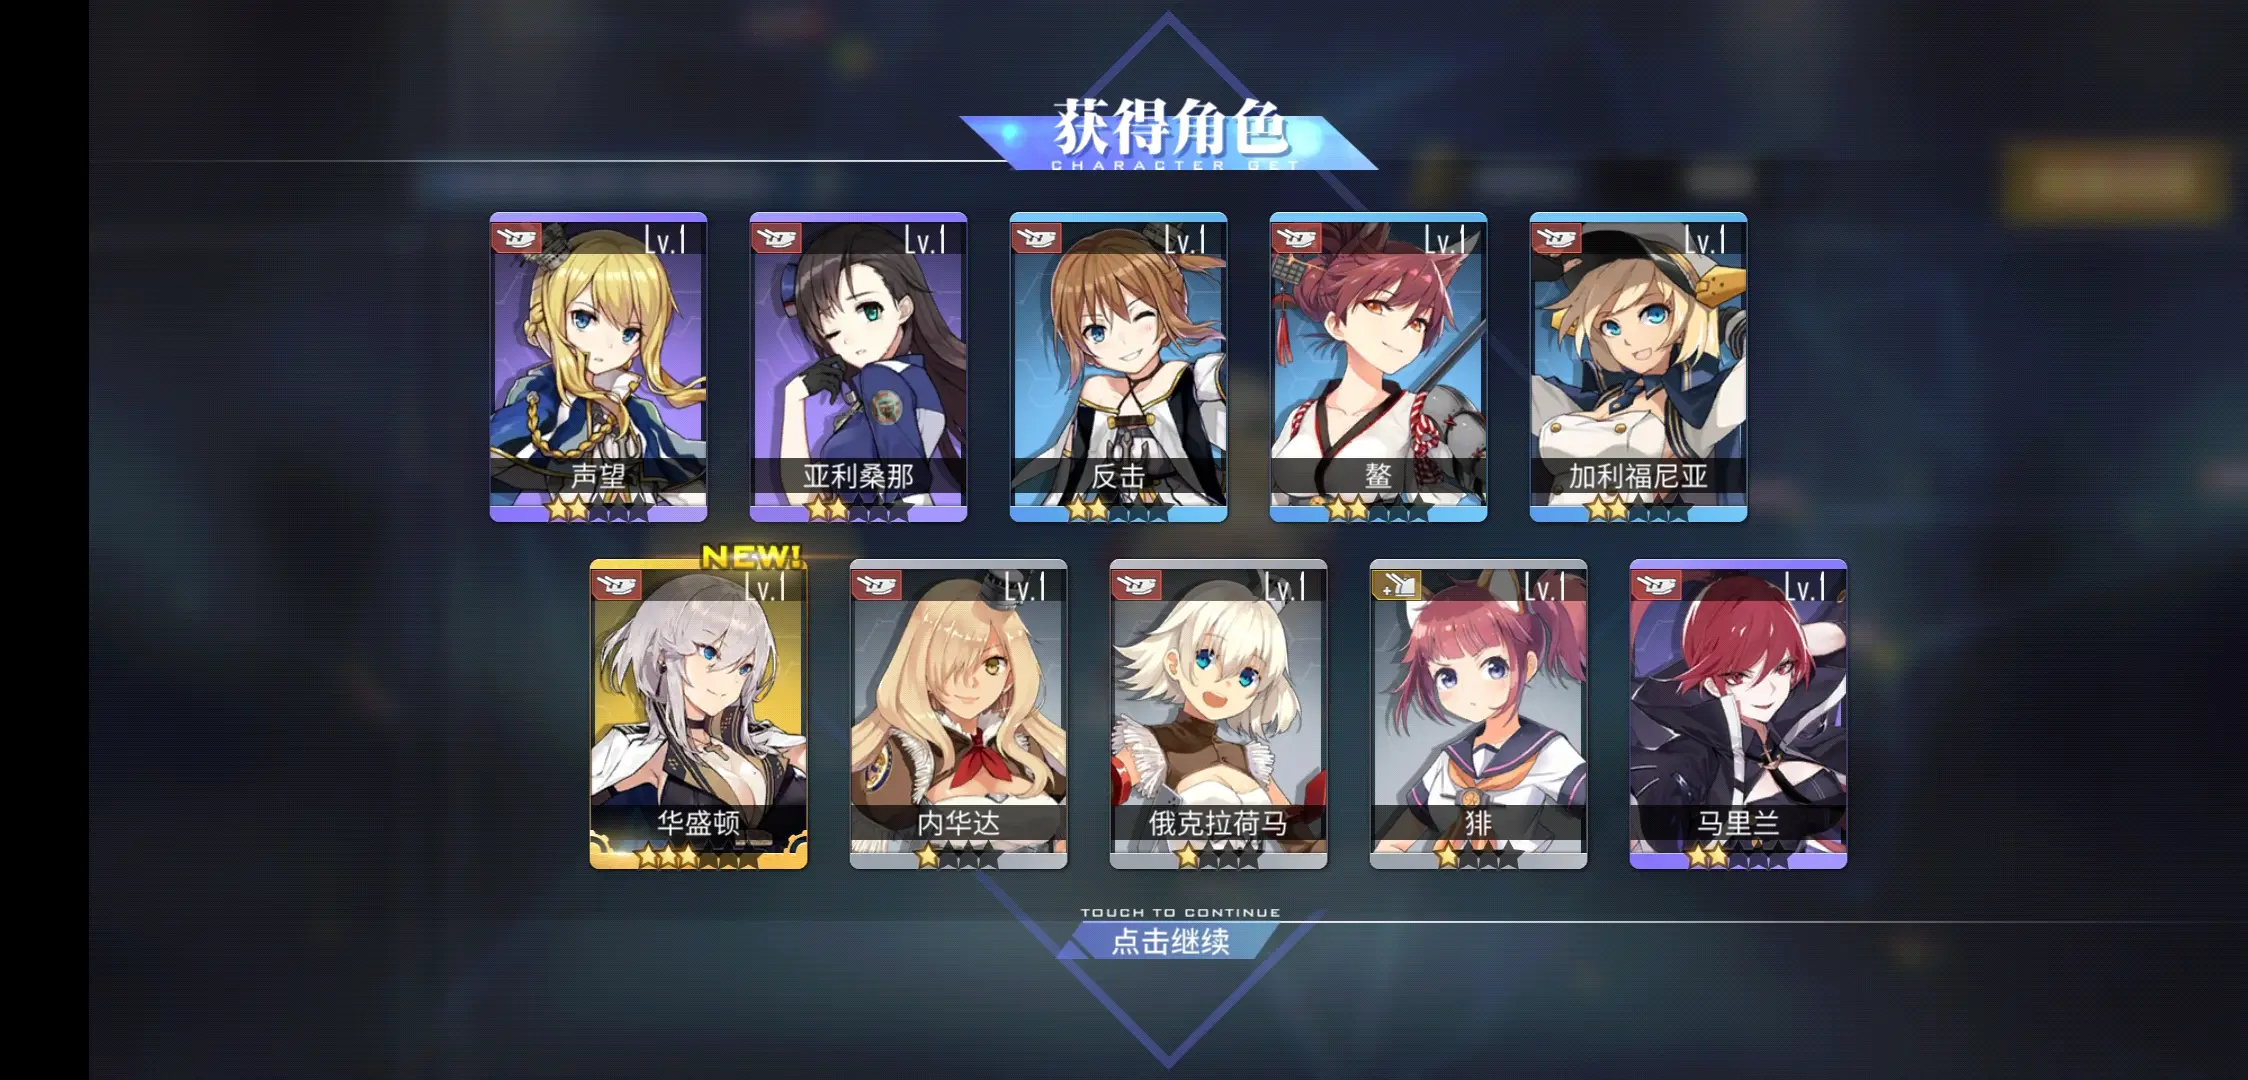 获得角色
CHARACTER GET
Lv.1 Lv.1 Lv.1 Lv.1 Lv.1
声望 亚利桑那 反击 鳌 加利福尼亚
NEW!
Lv.1 Lv.1 Lv.1 Lv.1 Lv.1
华盛顿 内华达 俄克拉荷马 猅 马里兰
TOUCH TO CONTINUE
点击继续